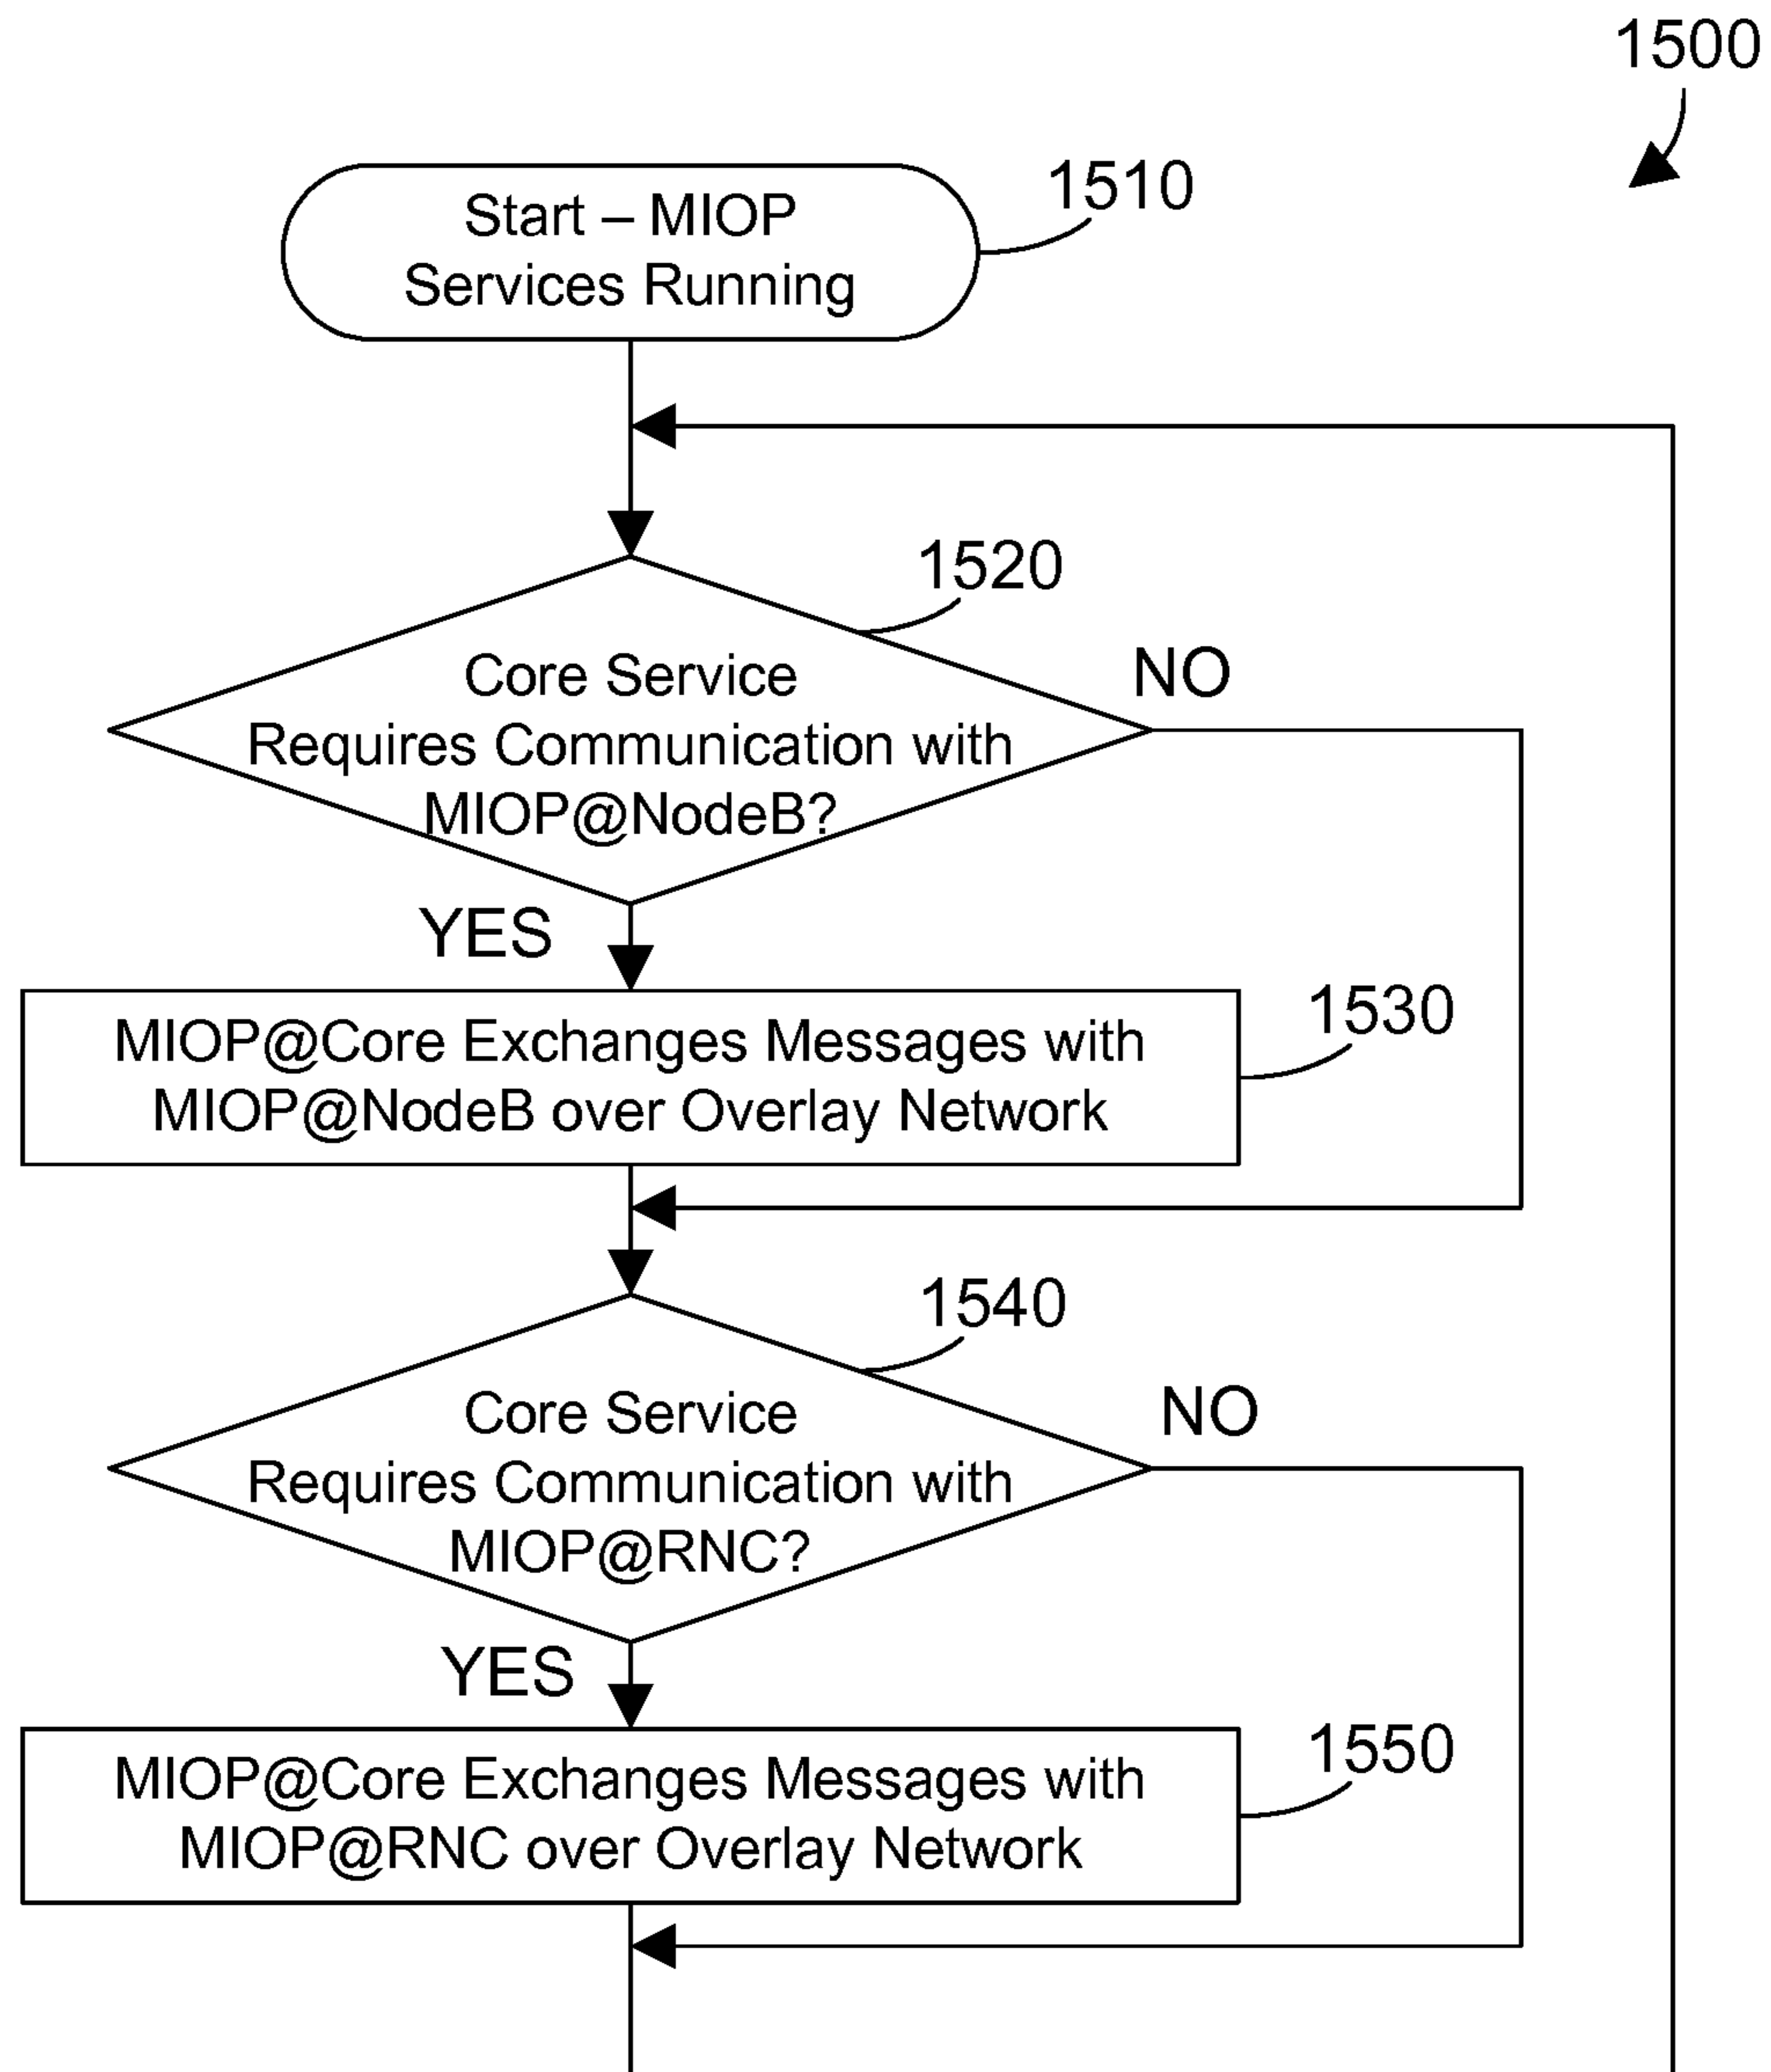 1500
1510
Start – MIOP
Services Running
1520
Core Service
Requires Communication with
MIOP@NodeB?
NO
YES
1530
MIOP@Core Exchanges Messages with
MIOP@NodeB over Overlay Network
1540
Core Service
Requires Communication with
MIOP@RNC?
NO
YES
1550
MIOP@Core Exchanges Messages with
MIOP@RNC over Overlay Network